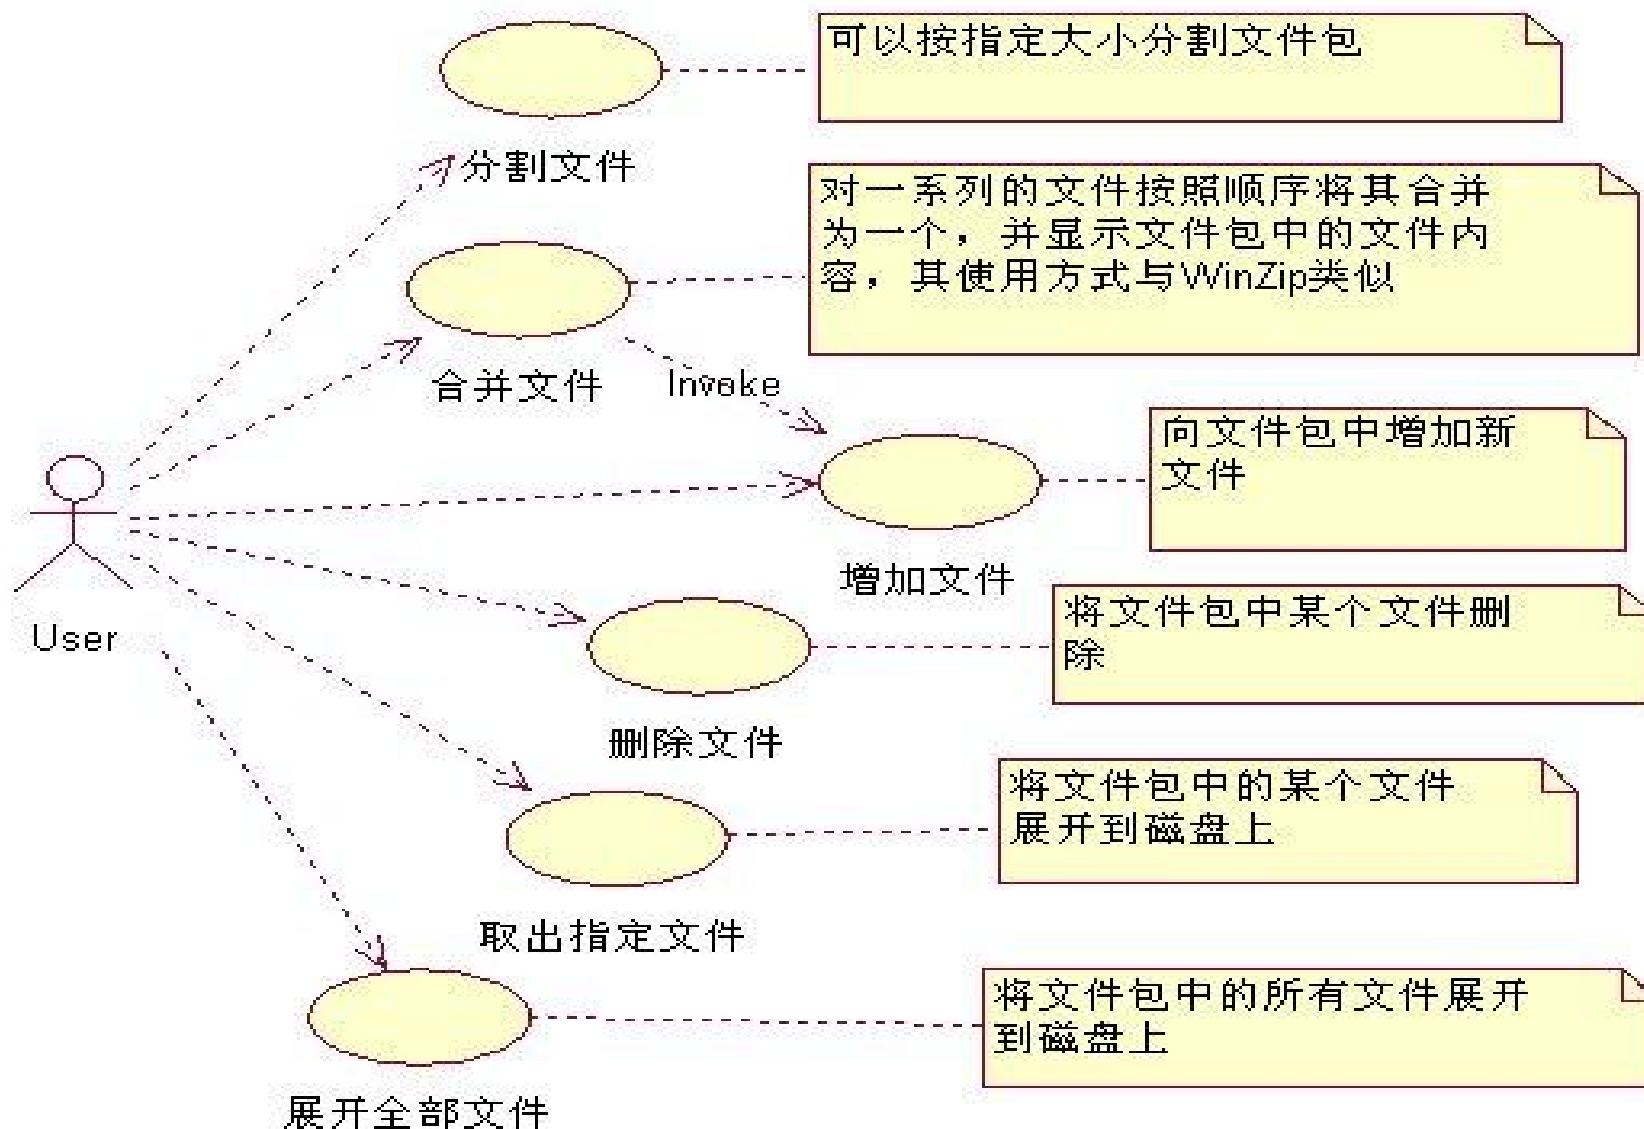 可以按指定大小分割文件包
分割文件
对一系列的文件按照顺序将其合并
为一个，并显示文件包中的文件内
容，其使用方式与WinZip类似
合并文件
Invoke
向文件包中增加新
文件
增加文件
User
将文件包中某个文件删
除
删除文件
将文件包中的某个文件
展开到磁盘上
取出指定文件
将文件包中的所有文件展开
到磁盘上
展开全部文件